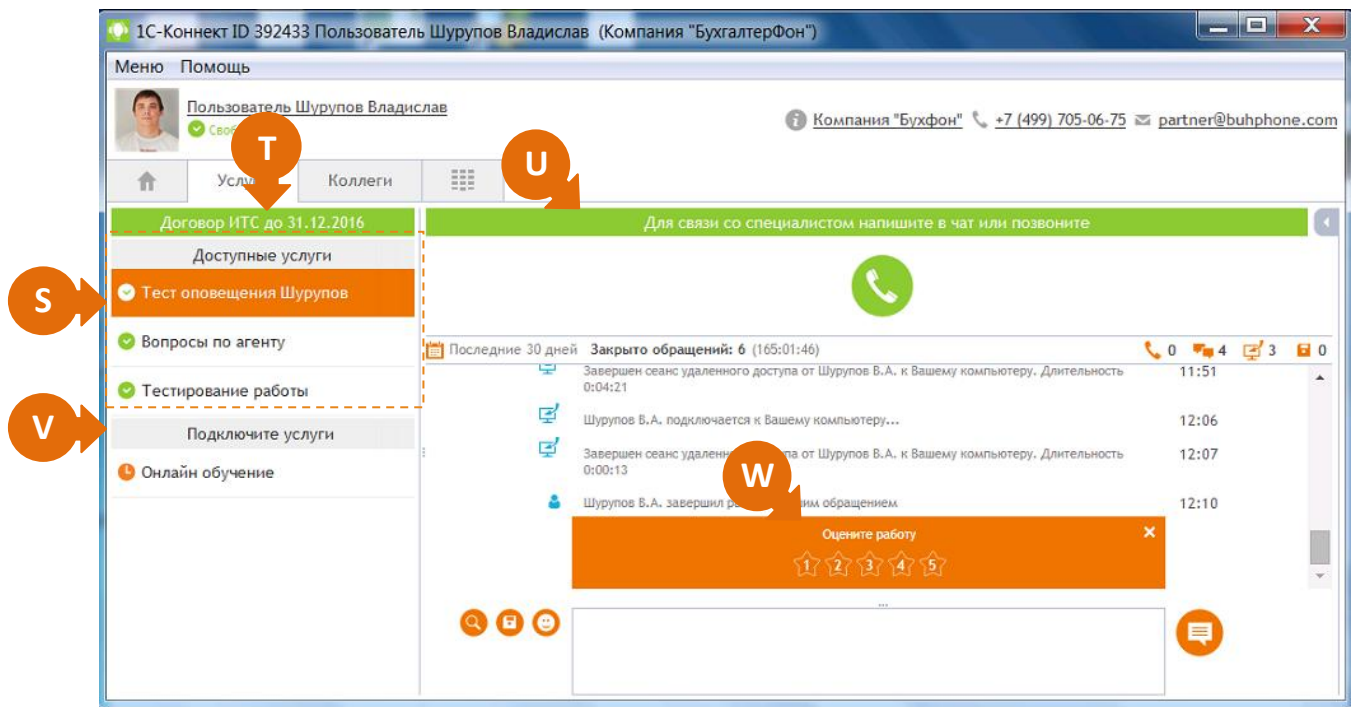 1С-Коннект ID 392433 Пользователь Шурупов Владислав (Компания "БухгалтерФон")
Меню Помощь
Пользователь Шурупов Владислав
Компания "Бухфон" +7 (499) 705-06-75 partner@buhphone.com
T
U
Коллеги
Договор ИТС до 31.12.2016
Для связи со специалистом напишите в чат или позвоните
Доступные услуги
S
Тест оповещения Шурупов
Вопросы по агенту
Последние 30 дней Закрыто обращений: 6 (165:01:46) 0 4 3 0
Завершен сеанс удаленного доступа от Шурупов В.А. к Вашему компьютеру. Длительность 11:51
0:04:21
Тестирование работы
Шурупов В.А. подключается к Вашему компьютеру... 12:06
V
Подключите услуги
Завершен сеанс удаленн па от Шурупов В.А. к Вашему компьютеру. Длительность 12:07
0:00:13
Онлайн обучение
W
Шурупов В.А. завершил р им обращением 12:10
Оцените работу
1 2 3 4 5